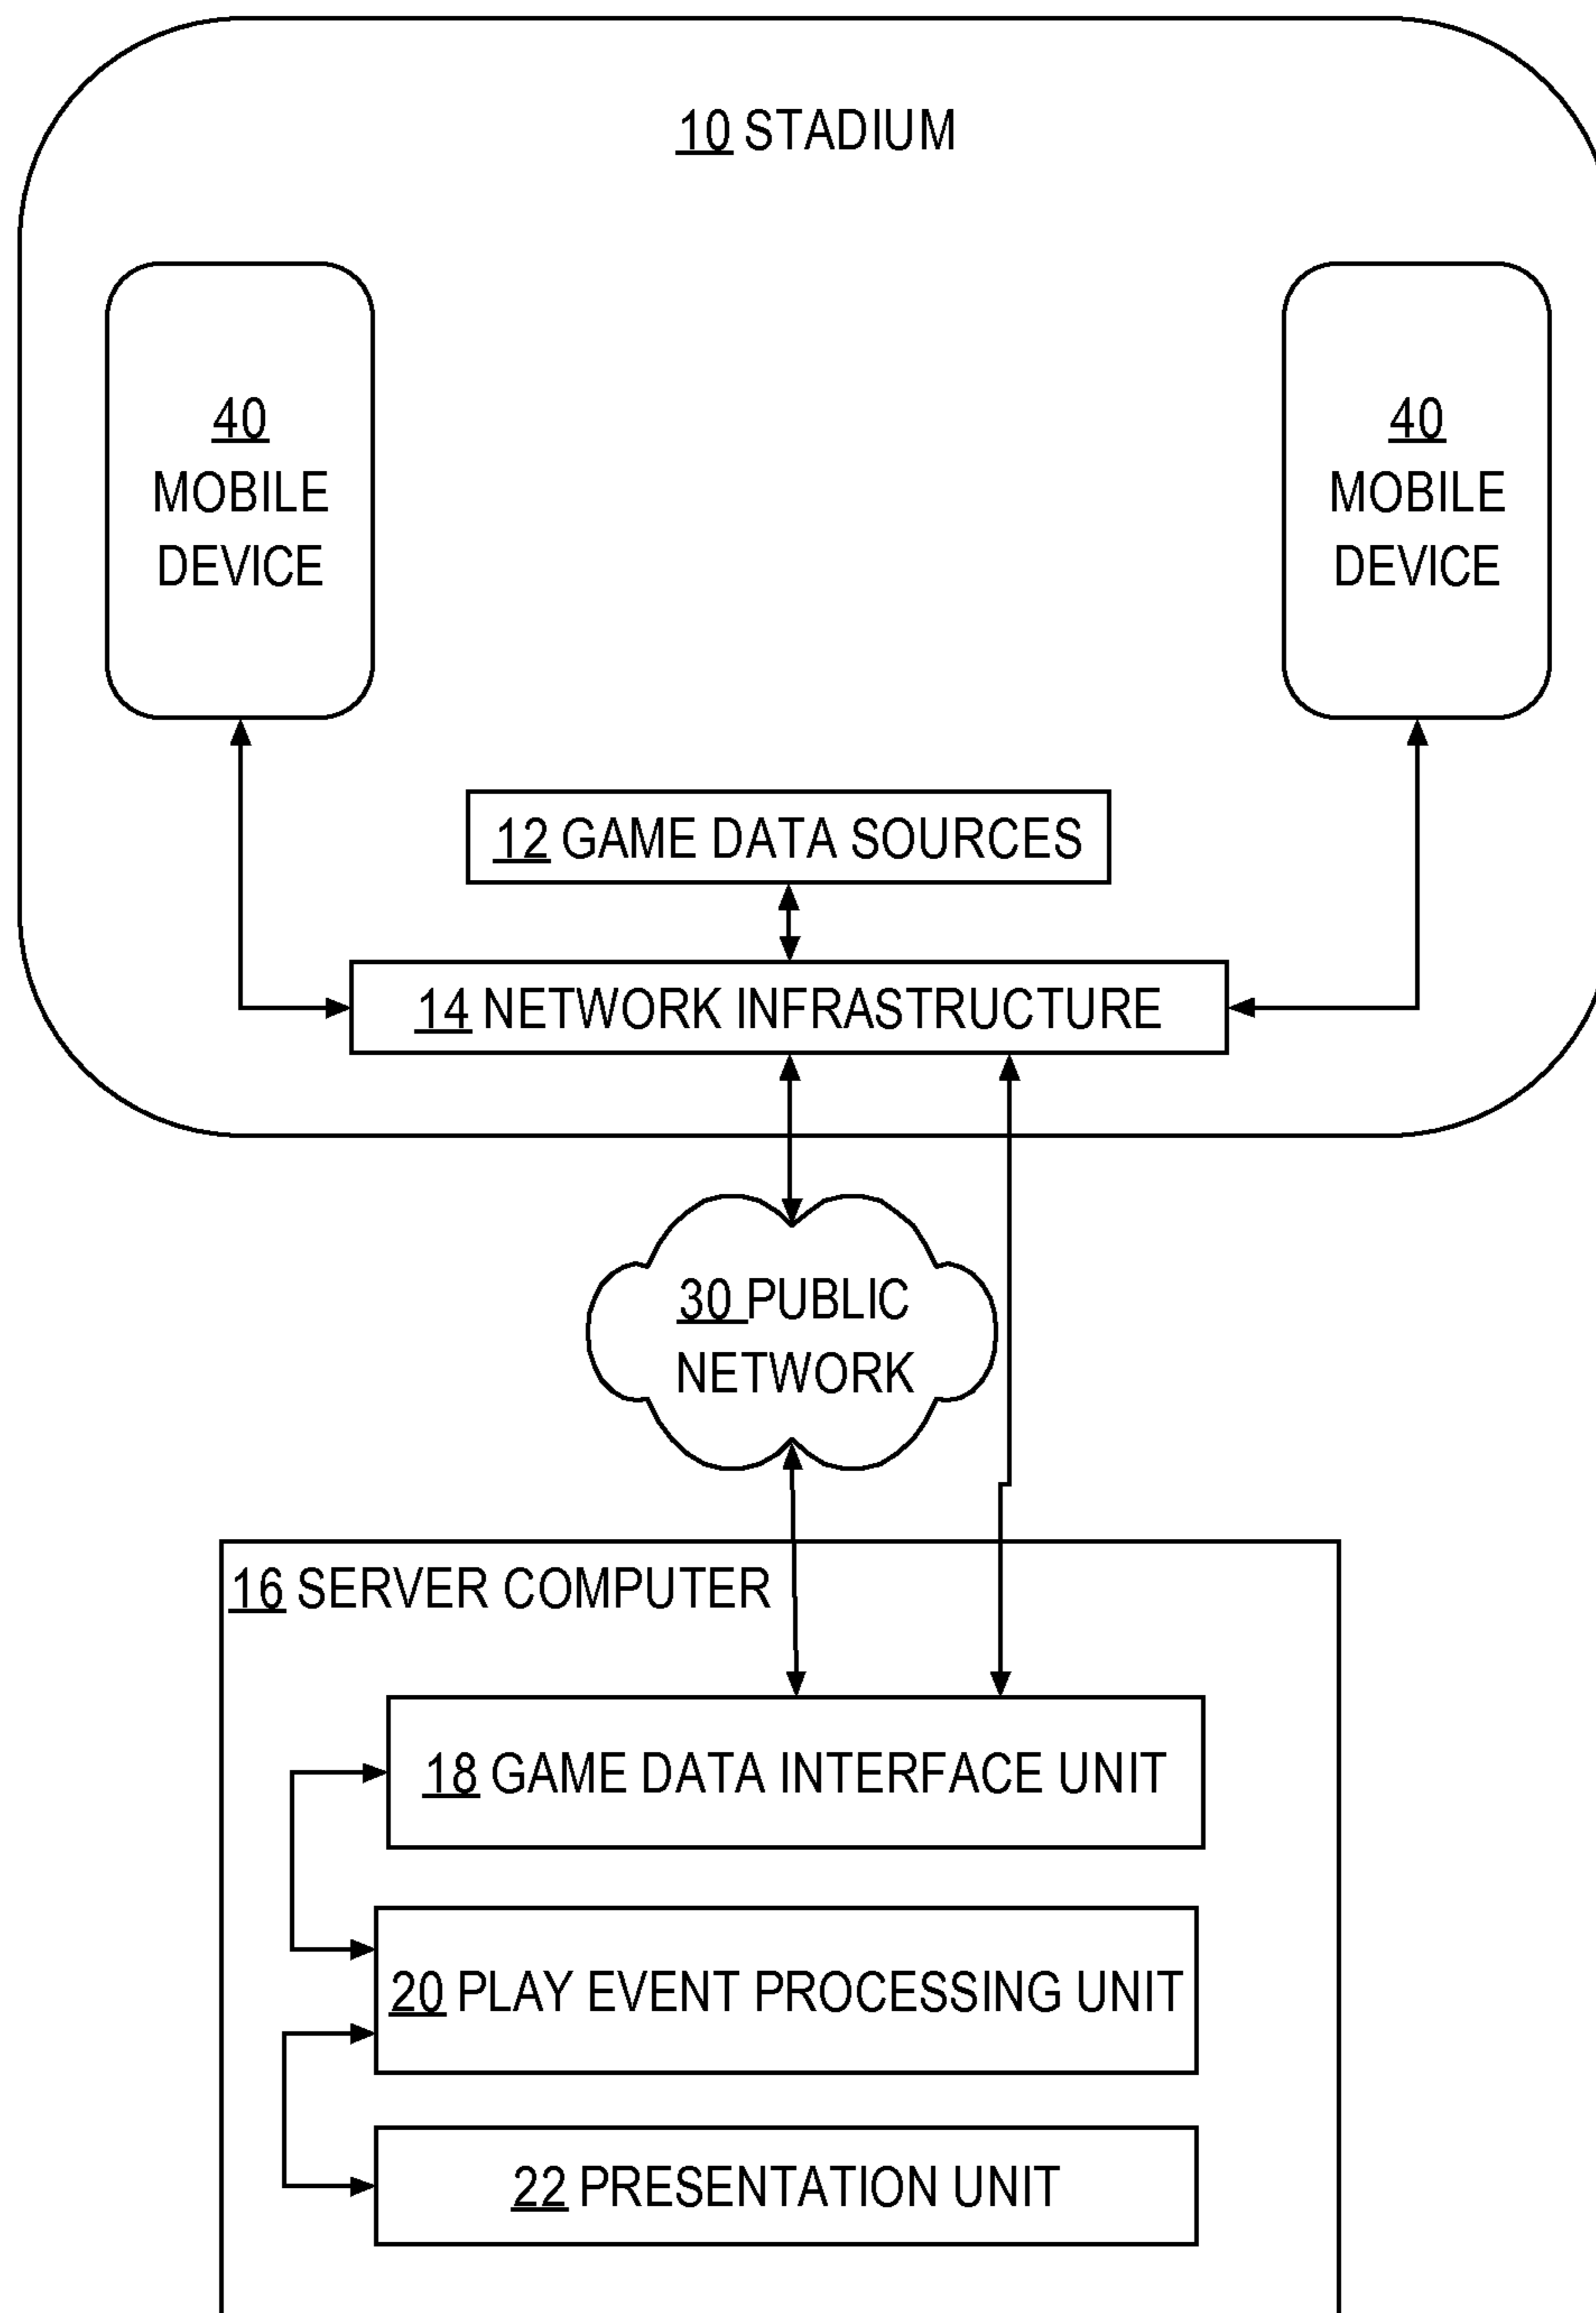 10 STADIUM
40
MOBILE
DEVICE
40
MOBILE
DEVICE
12 GAME DATA SOURCES
14 NETWORK INFRASTRUCTURE
30 PUBLIC
NETWORK
16 SERVER COMPUTER
18 GAME DATA INTERFACE UNIT
20 PLAY EVENT PROCESSING UNIT
22 PRESENTATION UNIT